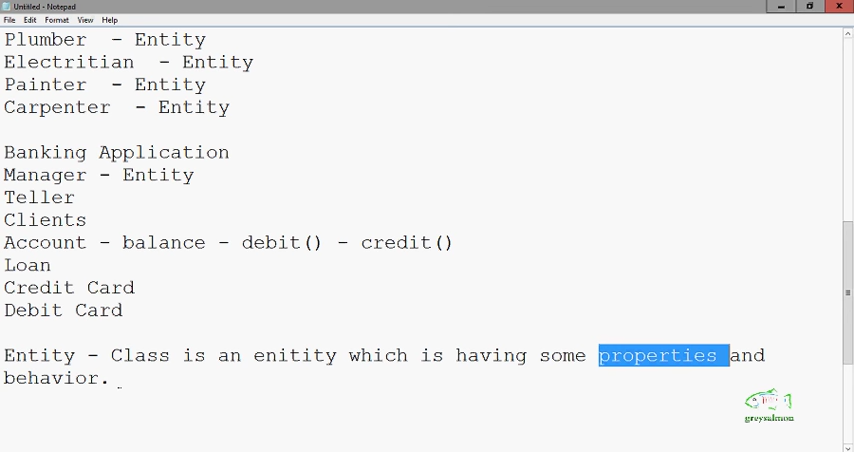 Untitled - Notepad
File Edit Format View Help
Plumber  - Entity
Electritian  - Entity
Painter  - Entity
Carpenter  - Entity
Banking Application
Manager - Entity
Teller
Clients
Account - balance - debit() - credit()
Loan
Credit Card
Debit Card
Entity - Class is an enitity which is having some properties and
behavior.
greysalmon